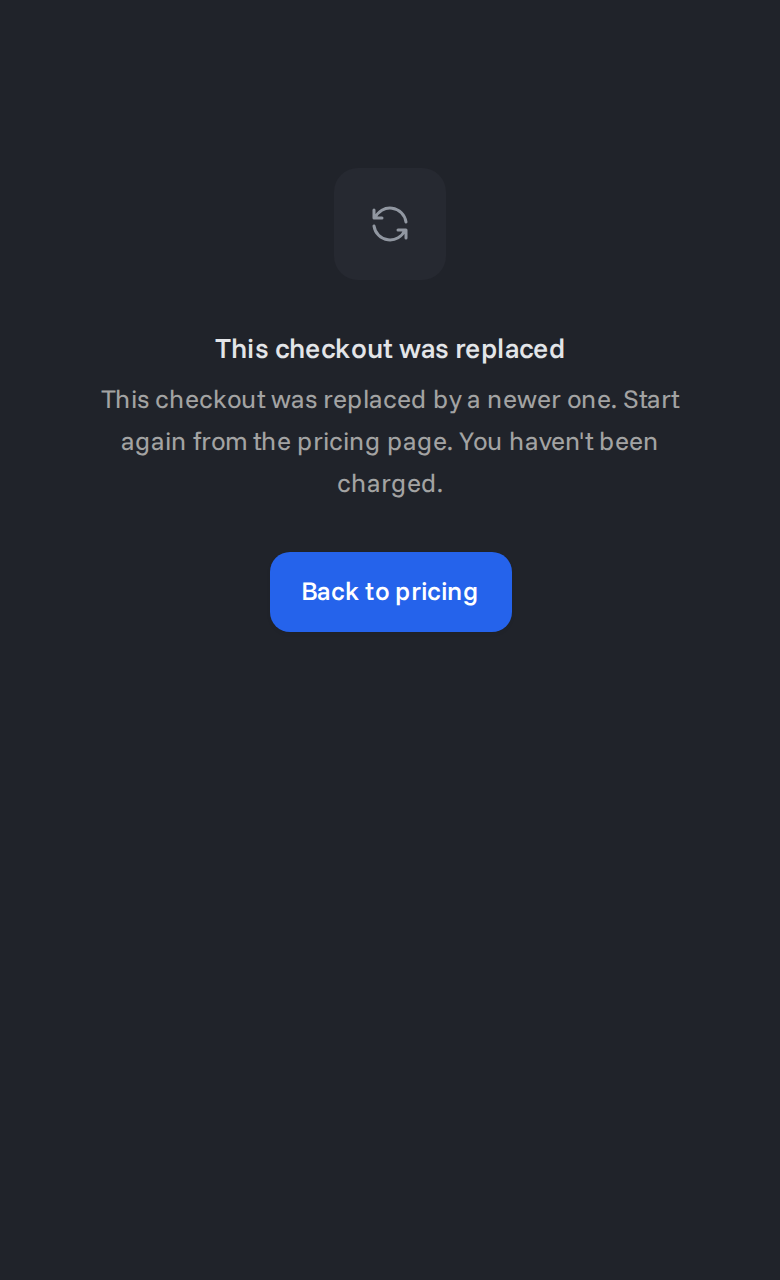 This checkout was replaced
This checkout was replaced by a newer one. Start
again from the pricing page. You haven't been
charged.
Back to pricing